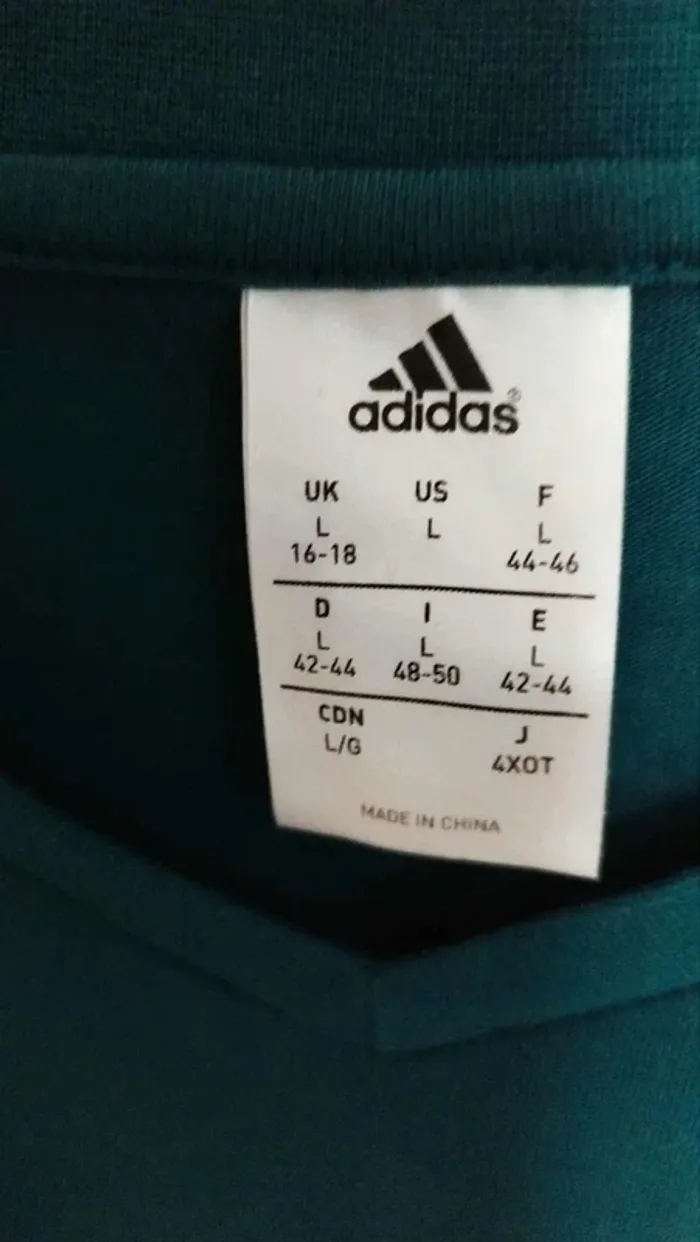 adidas®
UK US F
L L L
16-18 44-46
D I E
L L L
42-44 48-50 42-44
CDN J
L/G 4XOT
MADE IN CHINA